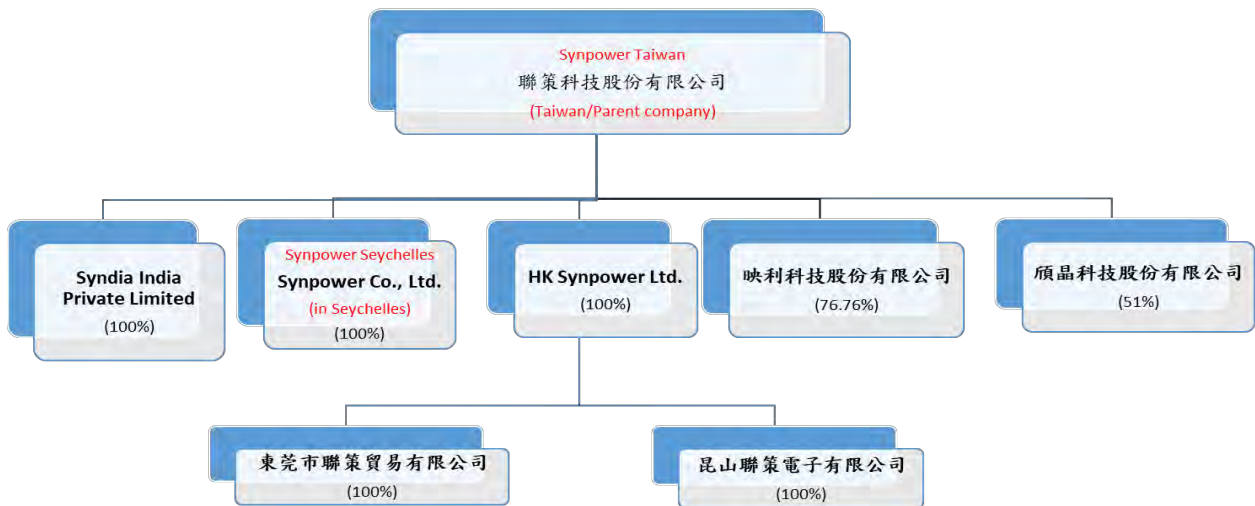 Synpower Taiwan
聯策科技股份有限公司
(Taiwan/Parent company)
Syndia India
Private Limited
(100%)
Synpower Seychelles
Synpower Co., Ltd.
(in Seychelles)
(100%)
HK Synpower Ltd.
(100%)
映利科技股份有限公司
(76.76%)
頎晶科技股份有限公司
(51%)
東莞市聯策貿易有限公司
(100%)
昆山聯策電子有限公司
(100%)